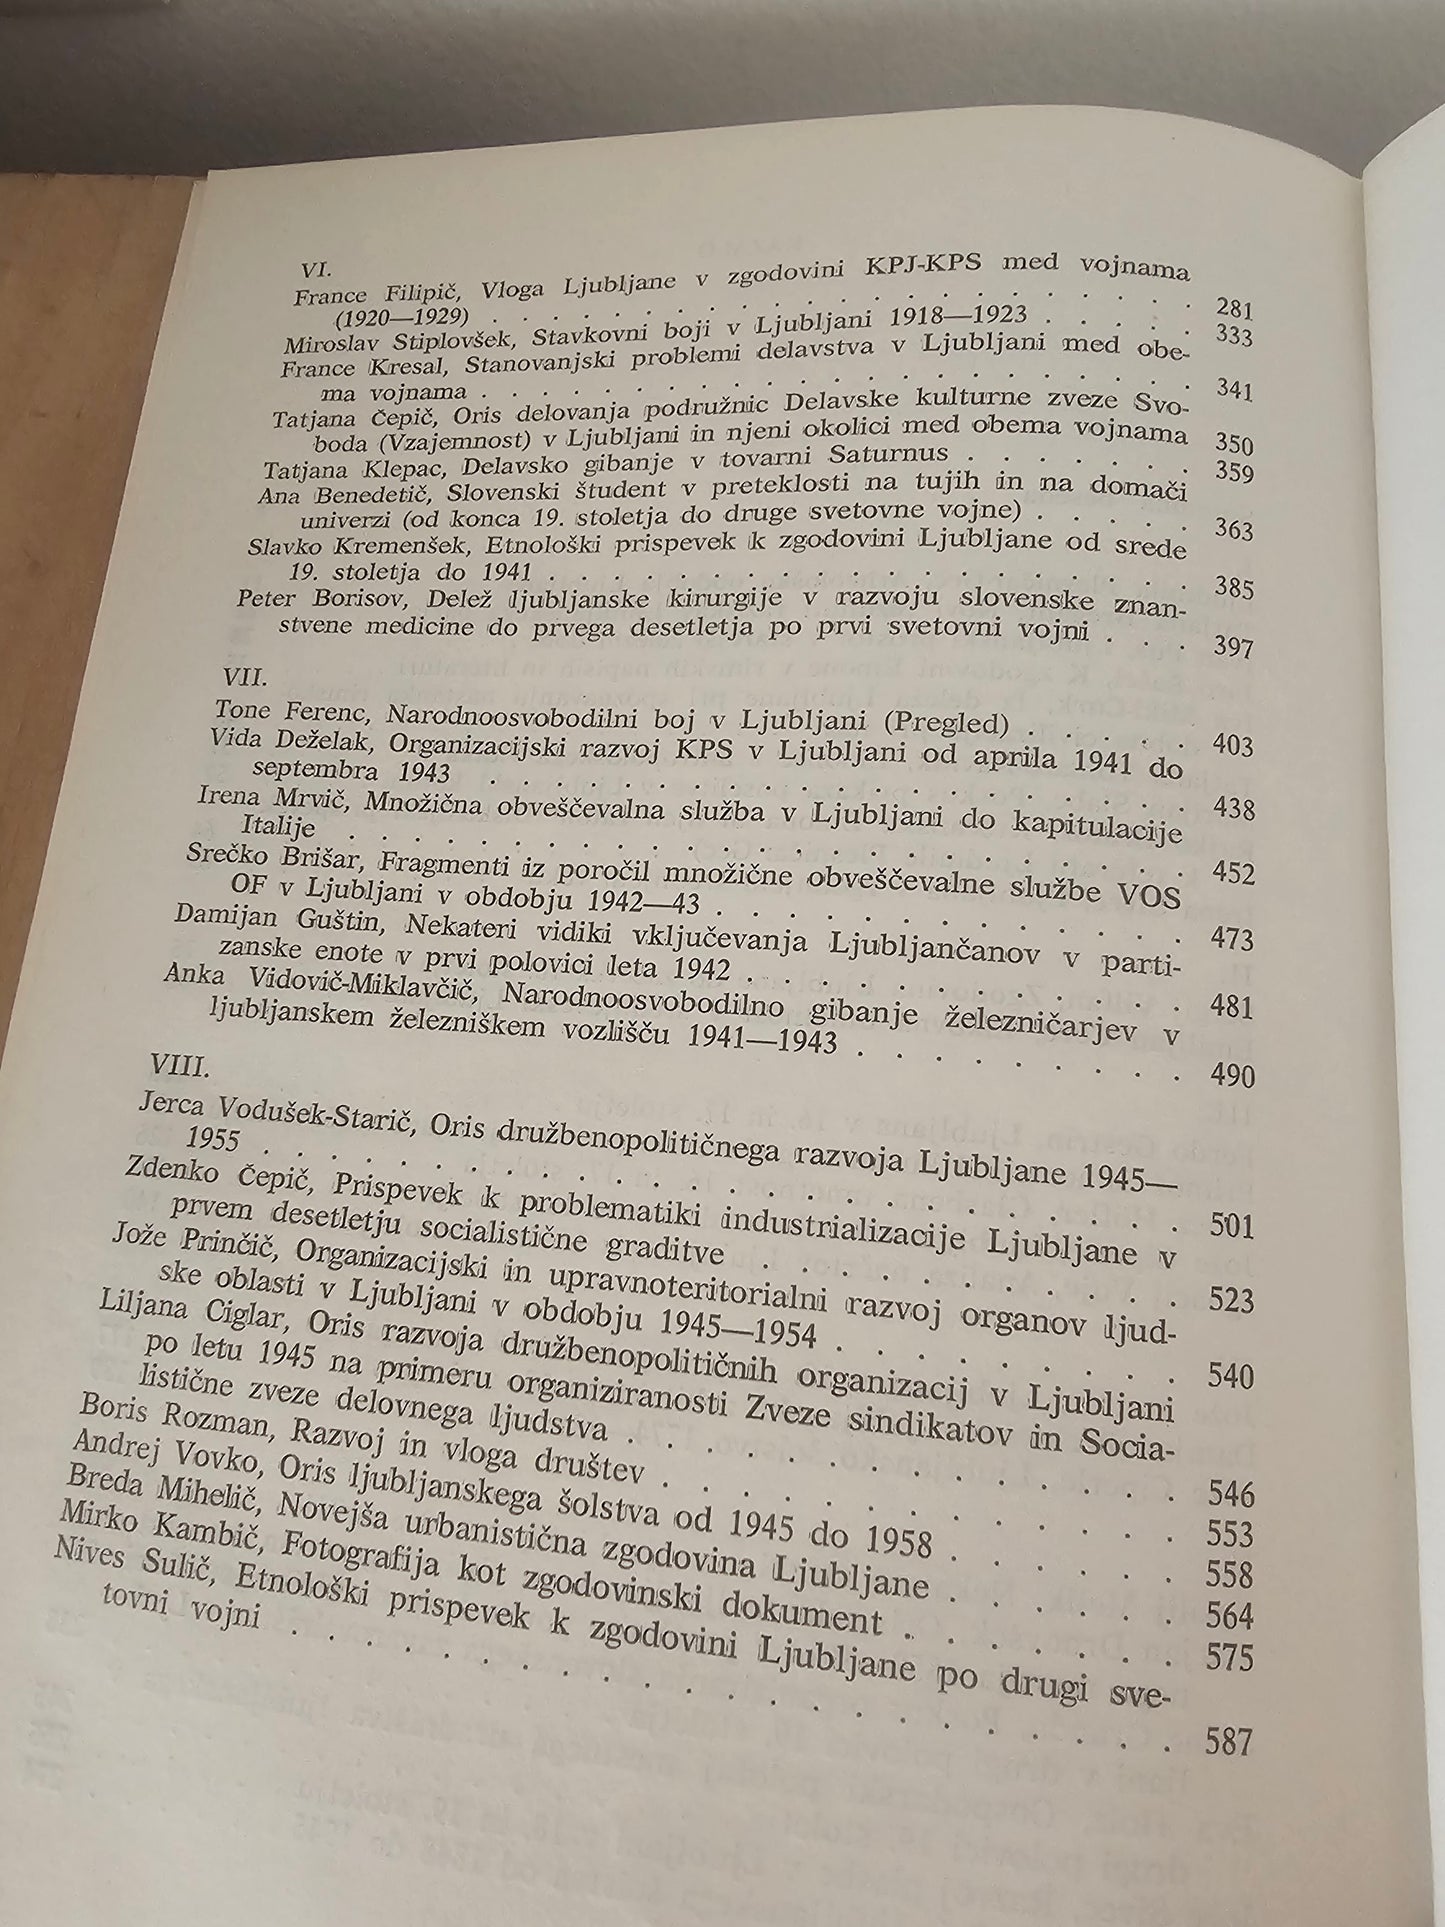 VI.
France Filipič, Vloga Ljubljane v zgodovini KPJ-KPS med vojnama
(1920—1929) . . . . . . . . . . . . . . . . 281
Miroslav Stiplovšek, Stavkovni boji v Ljubljani 1918—1923 . . . . 333
France Kresal, Stanovanjski problemi delavstva v Ljubljani med obe-
ma vojnama . . . . . . . . . . . . . . . . 341
Tatjana Čepič, Oris delovanja podružnic Delavske kulturne zveze Svo-
boda (Vzajemnost) v Ljubljani in njeni okolici med obema vojnama 350
Tatjana Klepac, Delavsko gibanje v tovarni Saturnus . . . . . . 359
Ana Benedetič, Slovenski študent v preteklosti na tujih in na domači
univerzi (od konca 19. stoletja do druge svetovne vojne) . . . . . 363
Slavko Kremenšek, Etnološki prispevek k zgodovini Ljubljane od srede
19. stoletja do 1941 . . . . . . . . . . . . . . . . 385
Peter Borisov, Delež ljubljanske kirurgije v razvoju slovenske znan-
stvene medicine do prvega desetletja po prvi svetovni vojni . . . 397
VII.
Tone Ferenc, Narodnoosvobodilni boj v Ljubljani (Pregled) . . . . . 403
Vida Deželak, Organizacijski razvoj KPS v Ljubljani od aprila 1941 do
septembra 1943 . . . . . . . . . . . . . . . . 438
Irena Mrvič, Množična obveščevalna služba v Ljubljani do kapitulacije
Italije . . . . . . . . . . . . . . . . . . . 452
Srečko Brišar, Fragmenti iz poročil množične obveščevalne službe VOS
OF v Ljubljani v obdobju 1942—43 . . . . . . . . . . 473
Damijan Guštin, Nekateri vidiki vključevanja Ljubljančanov v parti-
zanske enote v prvi polovici leta 1942 . . . . . . . . . . 481
Anka Vidovič-Miklavčič, Narodnoosvobodilno gibanje železničarjev v
ljubljanskem železniškem vozlišču 1941—1943 . . . . . . . . 490
VIII.
Jerca Vodušek-Starič, Oris družbenopolitičnega razvoja Ljubljane 1945—
1955 . . . . . . . . . . . . . . . . . . . . 501
Zdenko Čepič, Prispevek k problematiki industrializacije Ljubljane v
prvem desetletju socialistične graditve . . . . . . . . . . 523
Jože Prinčič, Organizacijski in upravnoteritorialni razvoj organov ljud-
ske oblasti v Ljubljani v obdobju 1945—1954 . . . . . . . . 540
Liljana Ciglar, Oris razvoja družbenopolitičnih organizacij v Ljubljani
po letu 1945 na primeru organiziranosti Zveze sindikatov in Socia-
listične zveze delovnega ljudstva . . . . . . . . . . . . 546
Boris Rozman, Razvoj in vloga društev . . . . . . . . . . . 553
Andrej Vovko, Oris ljubljanskega šolstva od 1945 do 1958 . . . . . 558
Breda Mihelič, Novejša urbanistična zgodovina Ljubljane . . . . . 564
Mirko Kambič, Fotografija kot zgodovinski dokument . . . . . . 575
Nives Sulič, Etnološki prispevek k zgodovini Ljubljane po drugi sve-
tovni vojni . . . . . . . . . . . . . . . . . . 587